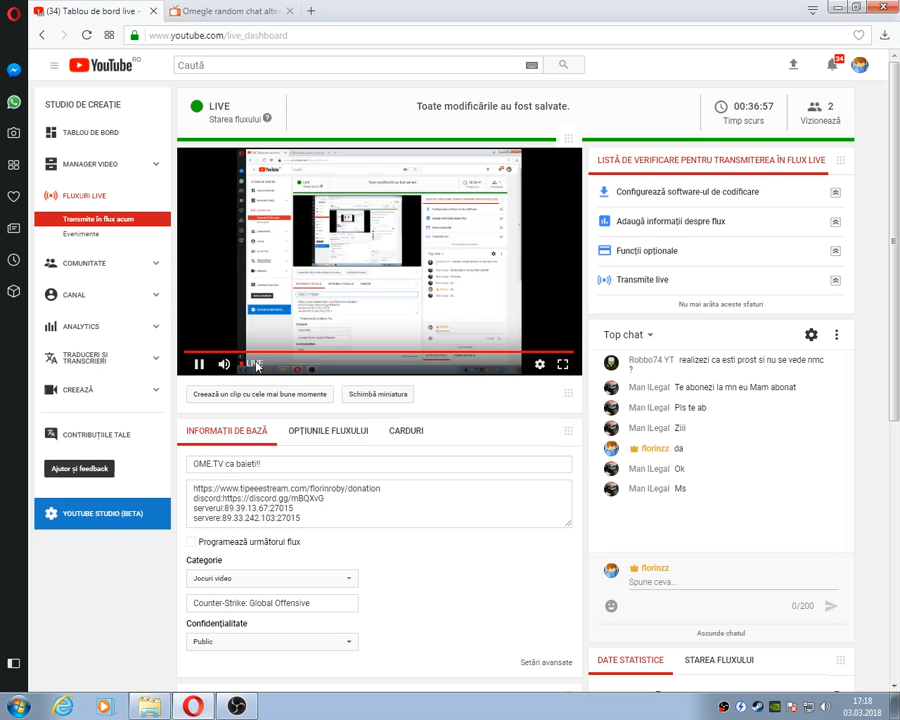 (34) Tablou de bord live -
Omegle random chat alte
www.youtube.com/live_dashboard
YouTube RO
Caută
34
STUDIO DE CREAȚIE
TABLOU DE BORD
MANAGER VIDEO
FLUXURI LIVE
Transmite în flux acum
Evenimente
COMUNITATE
CANAL
ANALYTICS
TRADUCERI ȘI
TRANSCRIERI
CREEAZĂ
CONTRIBUȚIILE TALE
Ajutor și feedback
YOUTUBE STUDIO (BETA)
LIVE
Starea fluxului ?
Toate modificările au fost salvate.
00:36:57
Timp scurs
2
Vizionează
LIVE
Creează un clip cu cele mai bune momente
Schimbă miniatura
INFORMAȚII DE BAZĂ
OPȚIUNILE FLUXULUI
CARDURI
OME.TV ca baieti!!
https://www.tipeeestream.com/florinroby/donation
discord:https://discord.gg/mBQXvG
serverul:89.39.13.67:27015
servere:89.33.242.103:27015
Programează următorul flux
Categorie
Jocuri video
Counter-Strike: Global Offensive
Confidențialitate
Public
Setări avansate
LISTĂ DE VERIFICARE PENTRU TRANSMITEREA ÎN FLUX LIVE
Configurează software-ul de codificare
Adaugă informații despre flux
Funcții opționale
Transmite live
Nu mai arăta aceste sfaturi
Top chat
Robbo74 YT realizezi ca esti prost si nu se vede nmc
?
Man ILegal Te abonezi la mn eu Mam abonat
Man ILegal Pls te ab
Man ILegal Ziii
florinzz da
Man ILegal Ok
Man ILegal Ms
florinzz
Spune ceva...
0/200
Ascunde chatul
DATE STATISTICE
STAREA FLUXULUI
17:18
03.03.2018